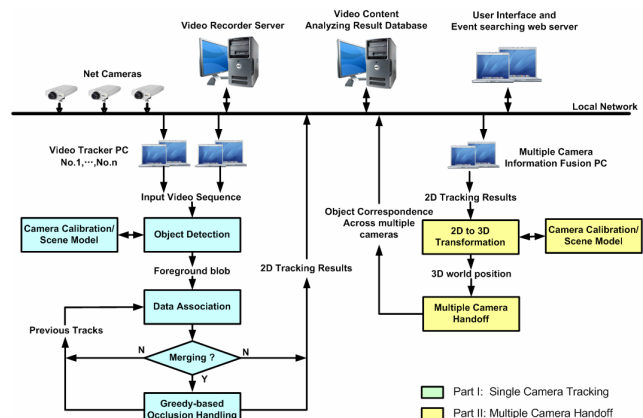 Video Recorder Server
Video Content
Analyzing Result Database
User Interface and
Event searching web server
Net Cameras
Local Network
Video Tracker PC
No.1,···,No.n
Multiple Camera
Information Fusion PC
Input Video Sequence
2D Tracking Results
Camera Calibration/
Scene Model
Object Detection
Object Correspondence
Across multiple
cameras
2D to 3D
Transformation
Camera Calibration/
Scene Model
Foreground blob
2D Tracking Results
3D world position
Data Association
Multiple Camera
Handoff
Previous Tracks
N
Merging ?
N
Y
Greedy-based
Occlusion Handling
Part I: Single Camera Tracking
Part II: Multiple Camera Handoff